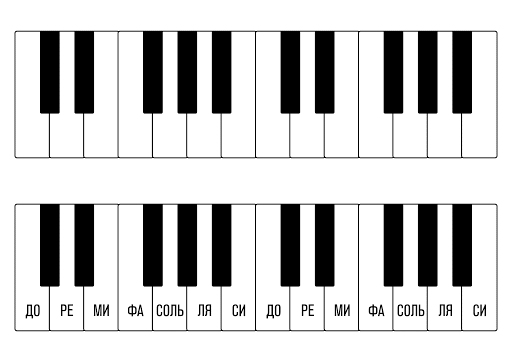 ДО РЕ МИ ФА СОЛЬ ЛЯ СИ ДО РЕ МИ ФА СОЛЬ ЛЯ СИ